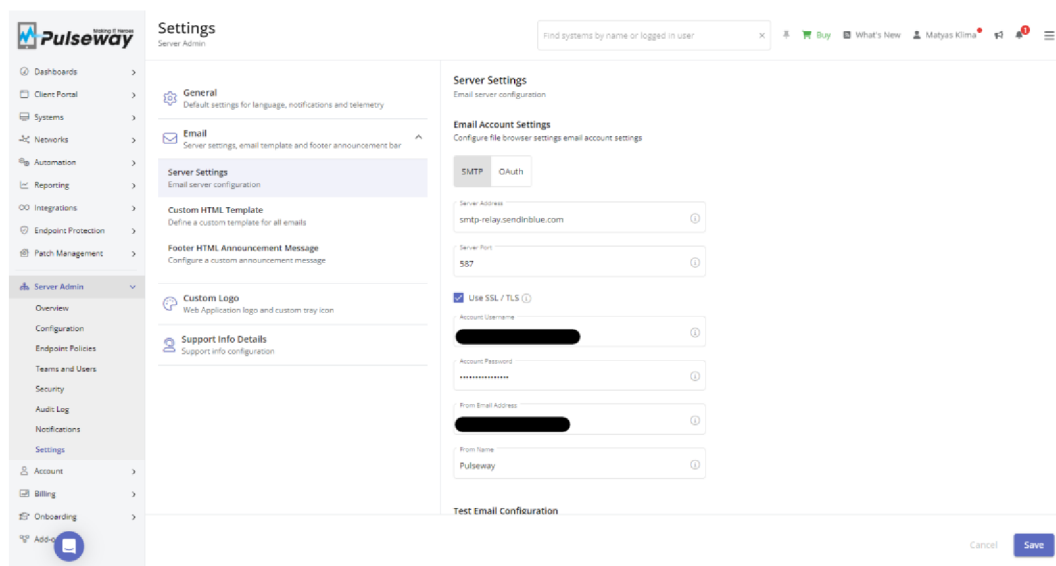 Making IT heroes
Pulseway
Settings
Server Admin
Find systems by name or logged in user
Buy
What's New
Matyas Klima
1
Dashboards
Client Portal
Systems
Networks
Automation
Reporting
Integrations
Endpoint Protection
Patch Management
Server Admin
Overview
Configuration
Endpoint Policies
Teams and Users
Security
Audit Log
Notifications
Settings
Account
Billing
Onboarding
General
Default settings for language, notifications and telemetry
Email
Server settings, email template and footer announcement bar
Server Settings
Email server configuration
Custom HTML Template
Define a custom template for all emails
Footer HTML Announcement Message
Configure a custom announcement message
Custom Logo
Web Application logo and custom tray icon
Support Info Details
Support info configuration
Server Settings
Email server configuration
Email Account Settings
Configure file browser settings email account settings
SMTP OAuth
Server Address
smtp-relay.sendinblue.com
Server Port
587
Use SSL / TLS
Account Username
Account Password
From Email Address
From Name
Pulseway
Test Email Configuration
Cancel Save